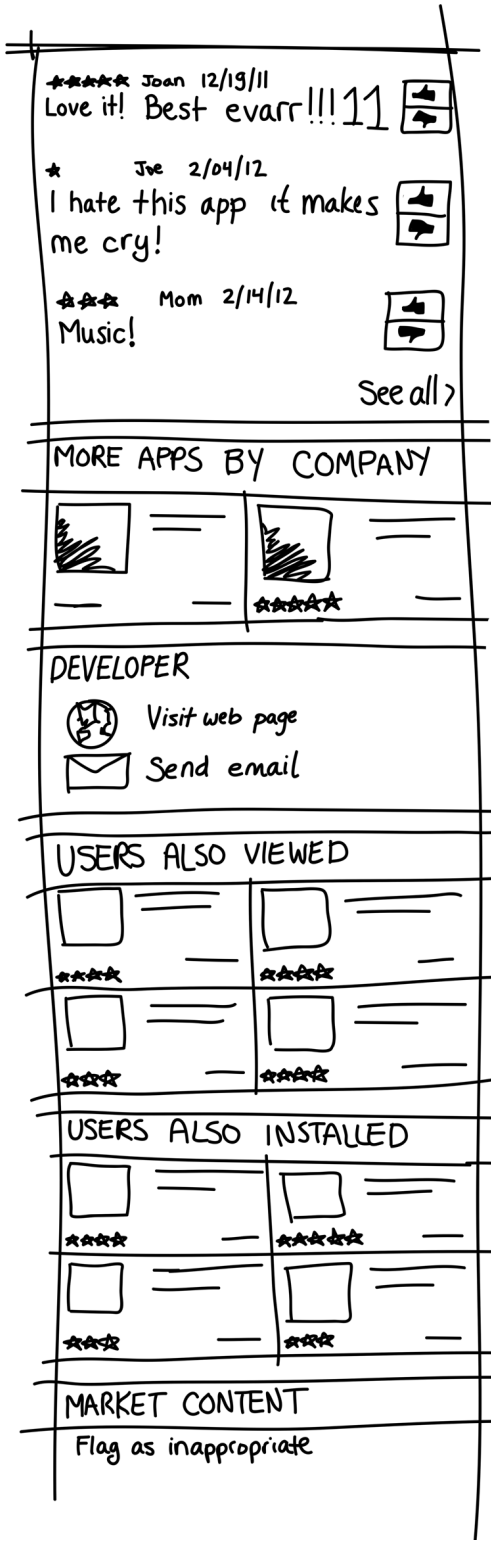 Joan 12/19/11
Love it! Best evarr!!!11
Joe 2/04/12
I hate this app it makes
me cry!
Mom 2/14/12
Music!
See all >
MORE APPS BY COMPANY
DEVELOPER
Visit web page
Send email
USERS ALSO VIEWED
USERS ALSO INSTALLED
MARKET CONTENT
Flag as inappropriate